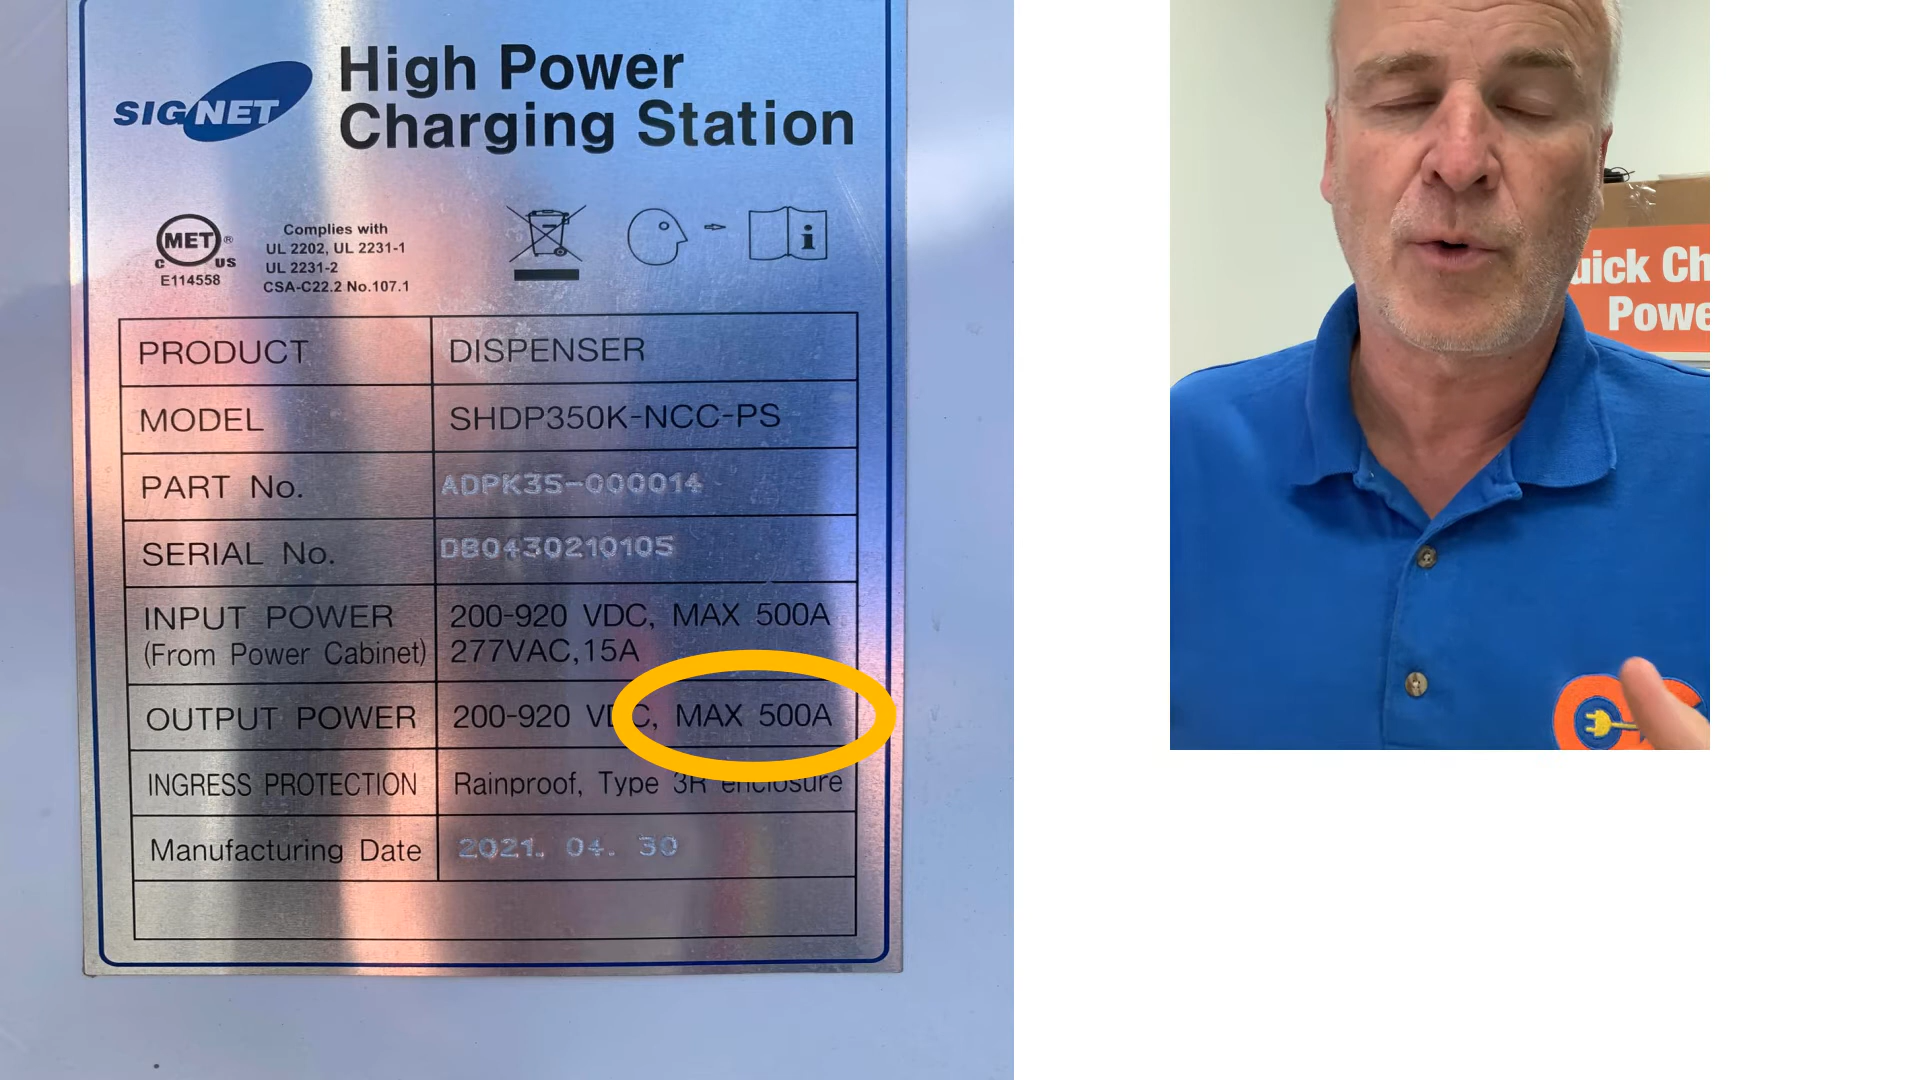 SIGNET
High Power
Charging Station
MET
®
C US
E114558
Complies with
UL 2202, UL 2231-1
UL 2231-2
CSA-C22.2 No.107.1
i
PRODUCT DISPENSER
MODEL SHDP350K-NCC-PS
PART No. ADPK35-000014
SERIAL No. DB0430210105
INPUT POWER 200-920 VDC, MAX 500A
(From Power Cabinet) 277VAC,15A
OUTPUT POWER 200-920 VDC, MAX 500A
INGRESS PROTECTION Rainproof, Type 3R enclosure
Manufacturing Date 2021. 04. 30
uick Ch
Powe